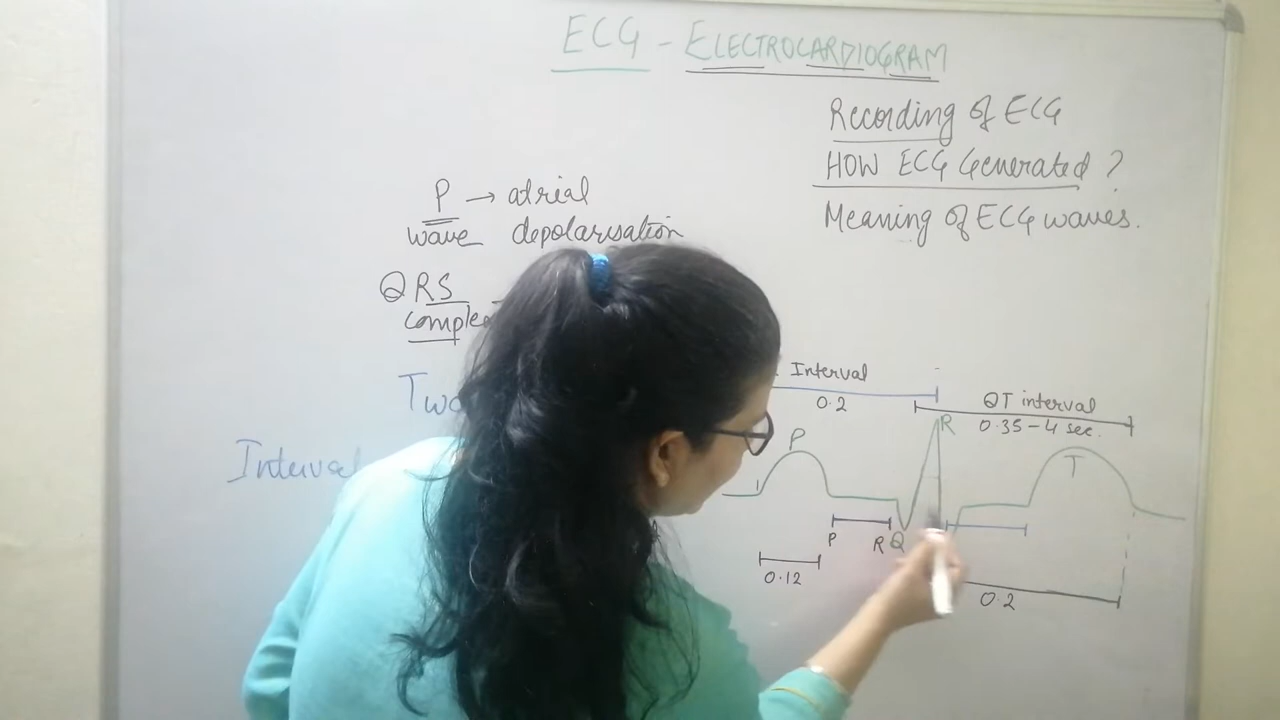 ECG - ELECTROCARDIOGRAM
Recording of ECG
HOW ECG Generated ?
Meaning of ECG waves.
P → atrial
wave depolarisation
QRS
Two
Interval
Interval
0.2
QT interval
0.35-4 sec.
P
R
T
P
R
Q
0.12
0.2